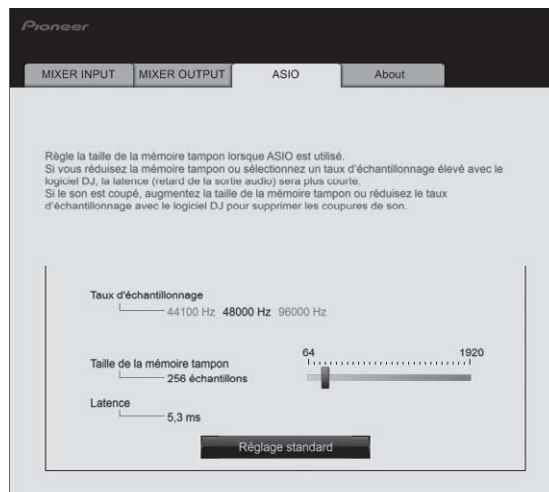 Pioneer
MIXER INPUT MIXER OUTPUT ASIO About
Règle la taille de la mémoire tampon lorsque ASIO est utilisé.
Si vous réduisez la mémoire tampon ou sélectionnez un taux d'échantillonnage élevé avec le
logiciel DJ, la latence (retard de la sortie audio) sera plus courte.
Si le son est coupé, augmentez la taille de la mémoire tampon ou réduisez le taux
d'échantillonnage avec le logiciel DJ pour supprimer les coupures de son.
Taux d'échantillonnage
44100 Hz 48000 Hz 96000 Hz
Taille de la mémoire tampon
256 échantillons
64 1920
Latence
5,3 ms
Réglage standard